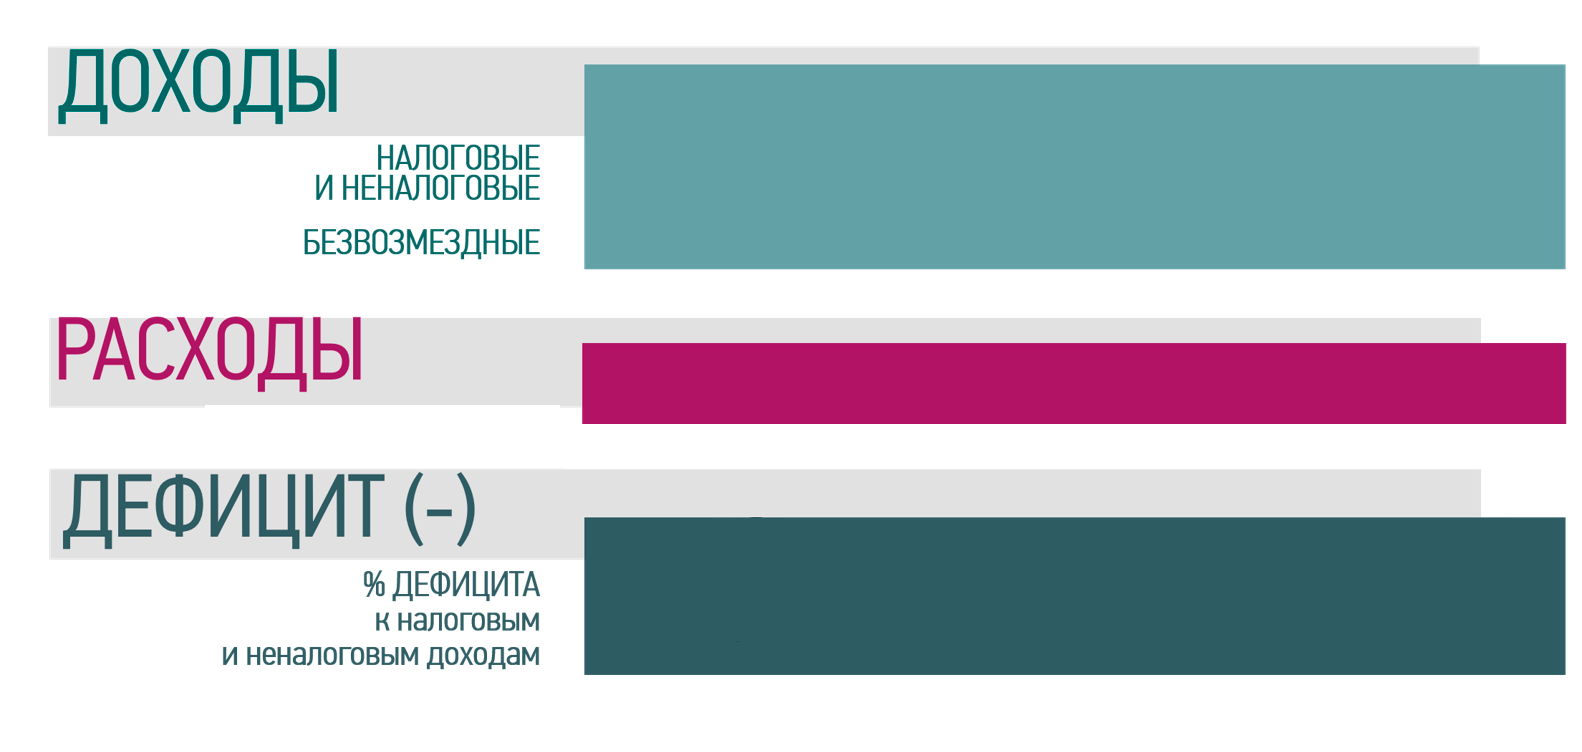 ДОХОДЫ
НАЛОГОВЫЕ
И НЕНАЛОГОВЫЕ
БЕЗВОЗМЕЗДНЫЕ
РАСХОДЫ
ДЕФИЦИТ (-)
% ДЕФИЦИТА
к налоговым
и неналоговым доходам